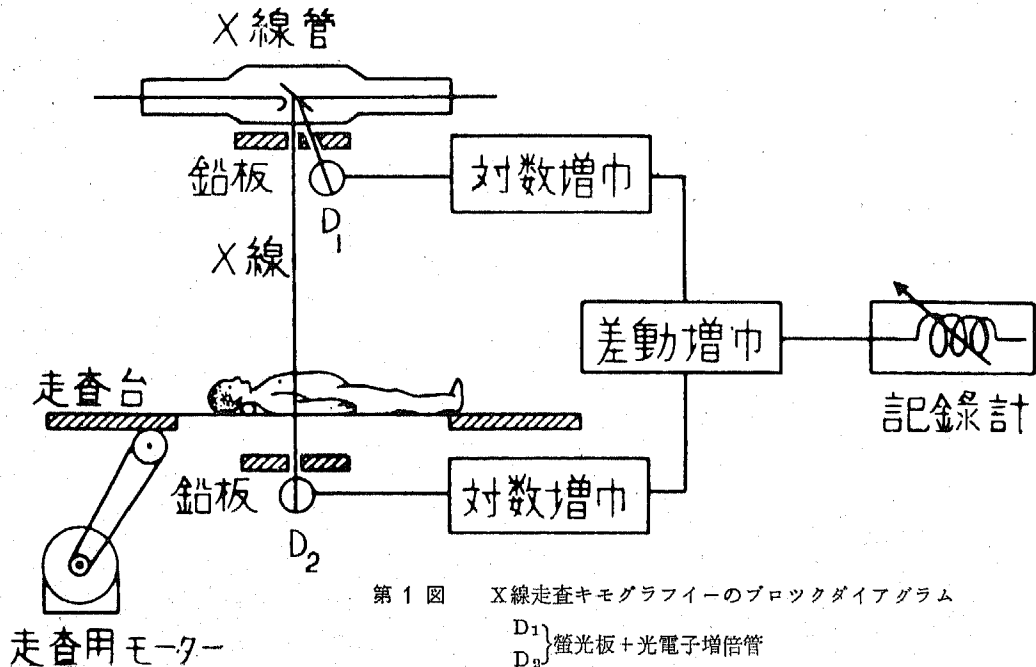 X線管
鉛板
D1
対数増巾
X線
差動増巾
走査台
記録計
鉛板
D2
対数増巾
走査用モーター
第1図 X線走査キモグラフイーのブロツクダイアグラム
D1
D2}螢光板+光電子増倍管